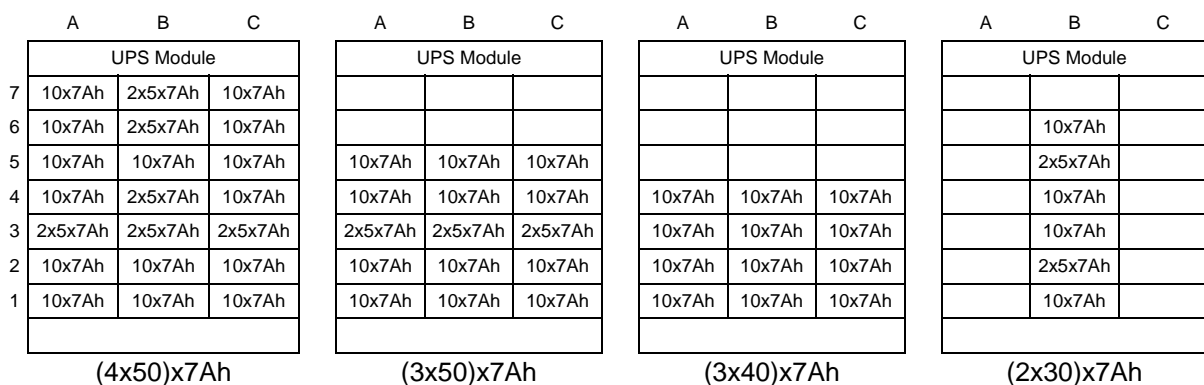 A B C A B C A B C A B C
UPS Module UPS Module UPS Module UPS Module
7 10x7Ah 2x5x7Ah 10x7Ah
6 10x7Ah 2x5x7Ah 10x7Ah 10x7Ah
5 10x7Ah 10x7Ah 10x7Ah 10x7Ah 10x7Ah 10x7Ah 2x5x7Ah
4 10x7Ah 2x5x7Ah 10x7Ah 10x7Ah 10x7Ah 10x7Ah 10x7Ah 10x7Ah 10x7Ah 10x7Ah
3 2x5x7Ah 2x5x7Ah 2x5x7Ah 2x5x7Ah 2x5x7Ah 2x5x7Ah 10x7Ah 10x7Ah 10x7Ah 10x7Ah
2 10x7Ah 10x7Ah 10x7Ah 10x7Ah 10x7Ah 10x7Ah 10x7Ah 10x7Ah 10x7Ah 2x5x7Ah
1 10x7Ah 10x7Ah 10x7Ah 10x7Ah 10x7Ah 10x7Ah 10x7Ah 10x7Ah 10x7Ah 10x7Ah
(4x50)x7Ah (3x50)x7Ah (3x40)x7Ah (2x30)x7Ah